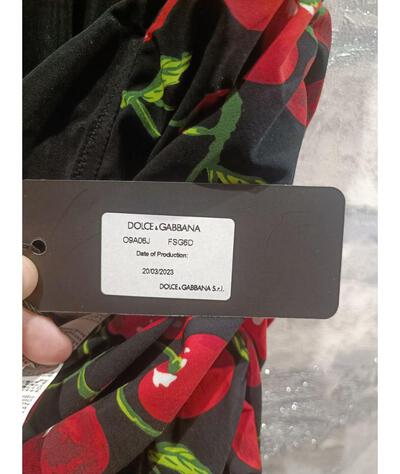 DOLCE & GABBANA
O9A06J FSG6D
Date of Production:
20/03/2023
DOLCE & GABBANA S.r.l.